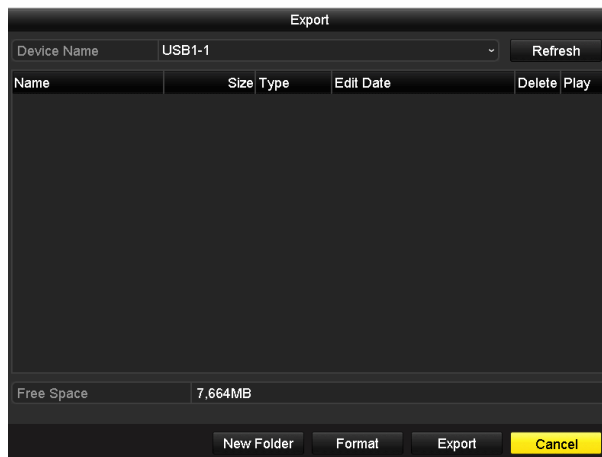 Export
Device Name USB1-1 Refresh
Name Size Type Edit Date Delete Play
Free Space 7,664MB
New Folder Format Export Cancel